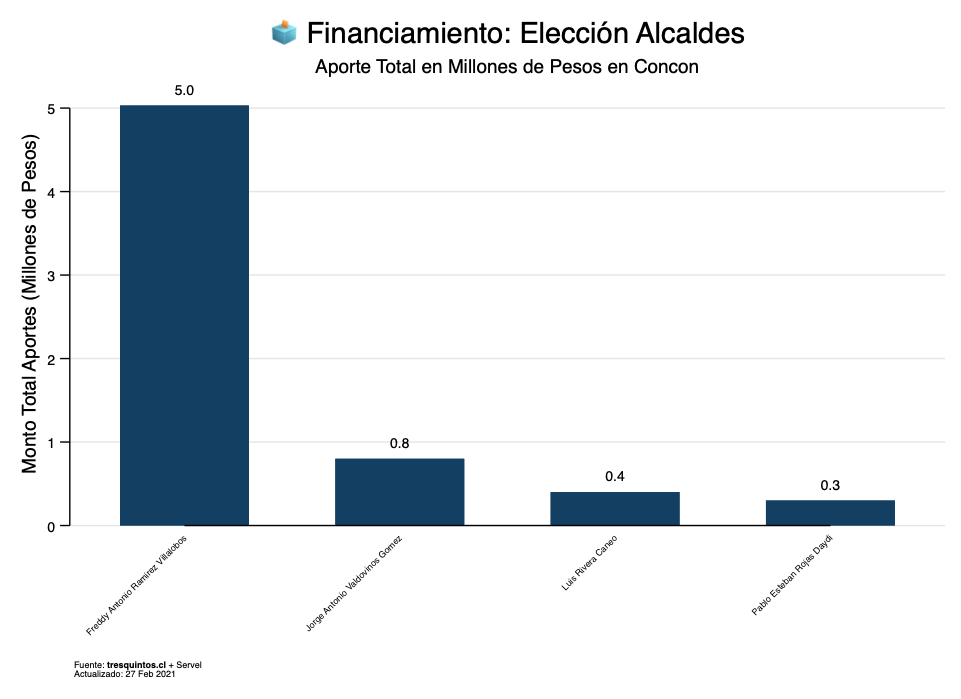 Financiamiento: Elección Alcaldes
Aporte Total en Millones de Pesos en Concon
Monto Total Aportes (Millones de Pesos)
5
4
3
2
1
0
5.0
0.8
0.4
0.3
Freddy Antonio Ramirez Villalobos
Jorge Antonio Valdovinos Gomez
Luis Rivera Caneo
Pablo Esteban Rojas Daydi
Fuente: tresquintos.cl + Servel
Actualizado: 27 Feb 2021